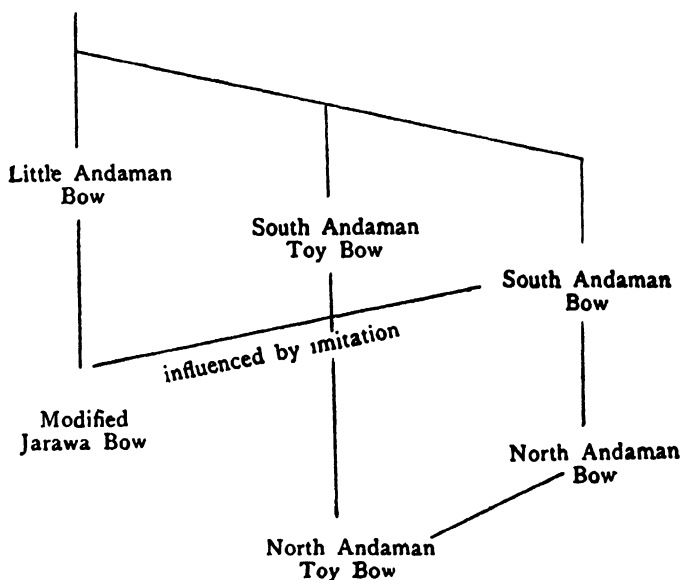 Little Andaman
Bow
South Andaman
Toy Bow
South Andaman
Bow
influenced by imitation
Modified
Jarawa Bow
North Andaman
Bow
North Andaman
Toy Bow